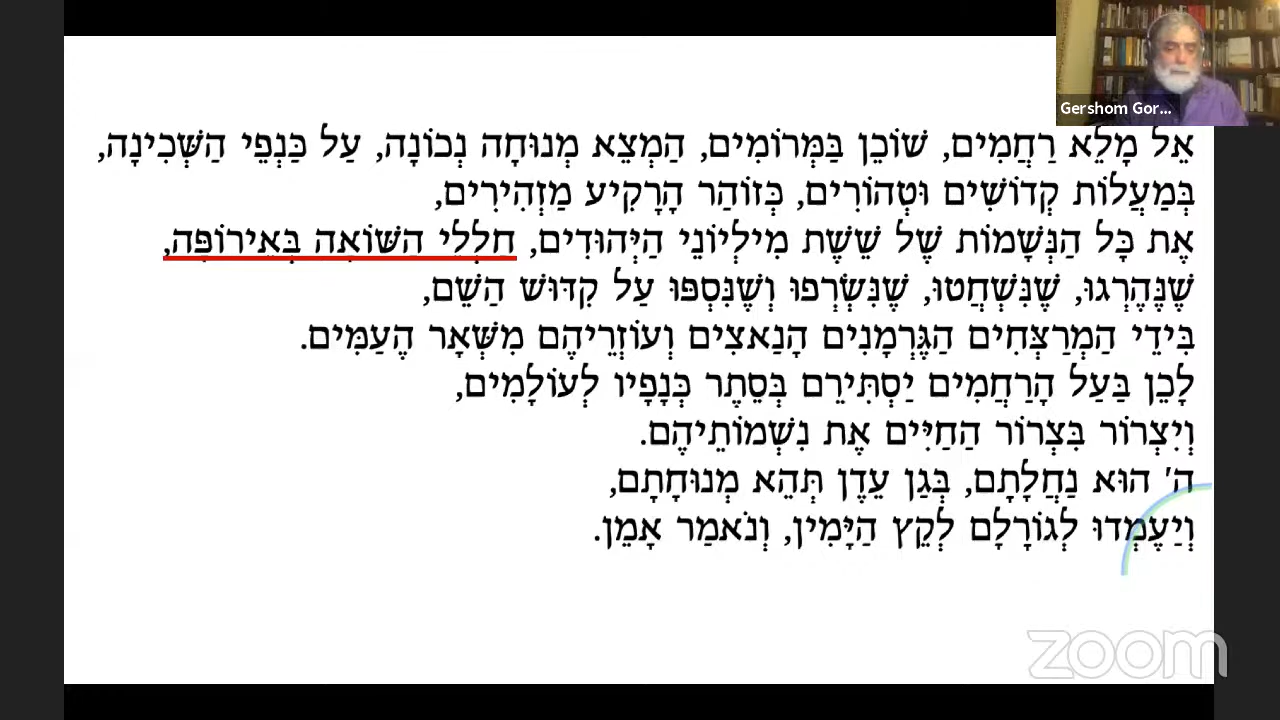 Gershom Gor...
אֵל מָלֵא רַחֲמִים, שׁוֹכֵן בַּמְּרוֹמִים, הַמְצֵא מְנוּחָה נְכוֹנָה, עַל כַּנְפֵי הַשְּׁכִינָה,
בְּמַעֲלוֹת קְדוֹשִׁים וּטְהוֹרִים, כְּזוֹהַר הָרָקִיע מַזְהִירִים,
אֶת כָּל הַנְּשָׁמוֹת שֶׁל שֵׁשֶׁת מִילְיוֹנֵי הַיְּהוּדִים, חַלְלֵי הַשּׁוֹאָה בְּאֵירוֹפָּה,
שֶׁנֶּהֶרְגוּ, שֶׁנִּשְׁחֲטוּ, שֶׁנִּשְׂרְפוּ וְשֶׁנִּסְפּוּ עַל קִדּוּשׁ הַשֵׁם,
בִּידֵי הַמְרַצְּחִים הַגֶּרְמָנִים הָנַאצִים וְעוֹזְרֵיהֶם מִשְּׁאָר הֶעַמִּים.
לָכֵן בַּעַל הָרַחֲמִים יַסְתִּירֵם בְּסֵתֶר כְּנָפָיו לְעוֹלָמִים,
וְיִצְרוֹר בִּצְרוֹר הַחַיִּים אֶת נִשְׁמוֹתֵיהֶם.
ה' הוּא נַחֲלָתָם, בְּגַן עֵדֶן תְּהֵא מְנוּחָתָם,
וְיַעֶמְדוּ לְגוֹרָלָם לְקֵץ הַיָּמִין, וְנֹאמַר אָמֵן.
zoom